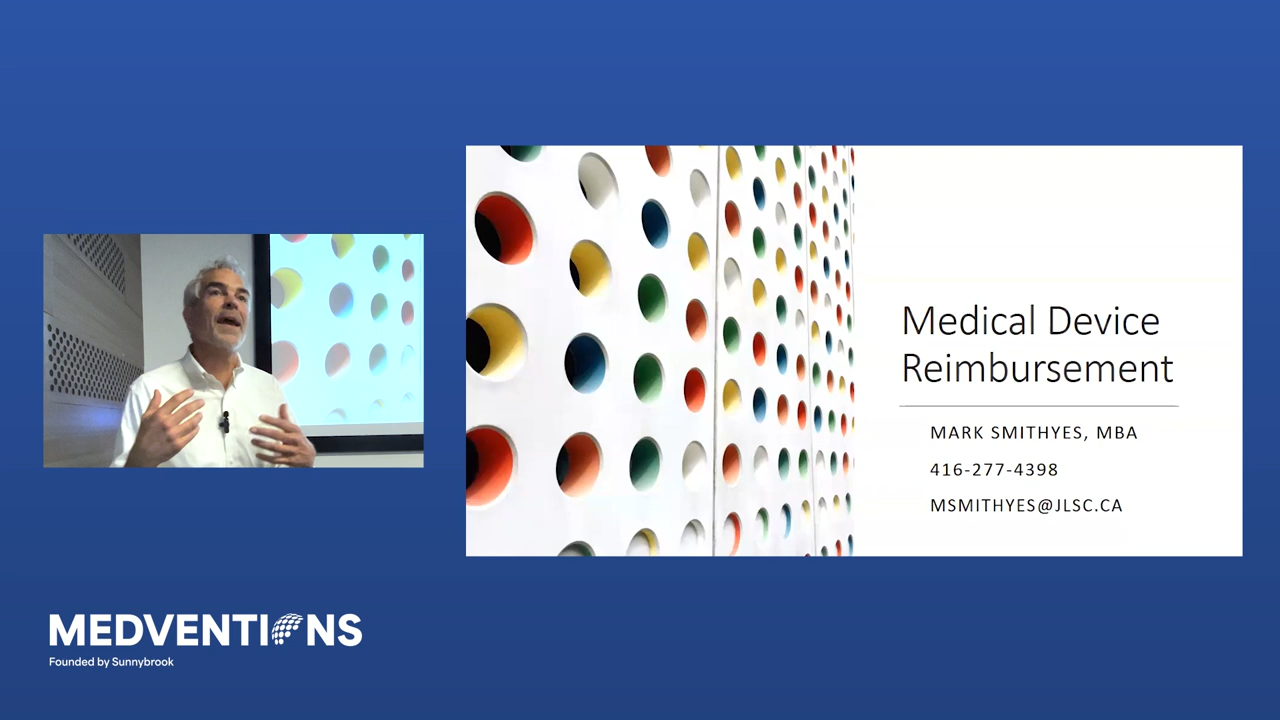 Medical Device
Reimbursement
MARK SMITHYES, MBA
416-277-4398
MSMITHYES@JLSC.CA
MEDVENTIONS
Founded by Sunnybrook